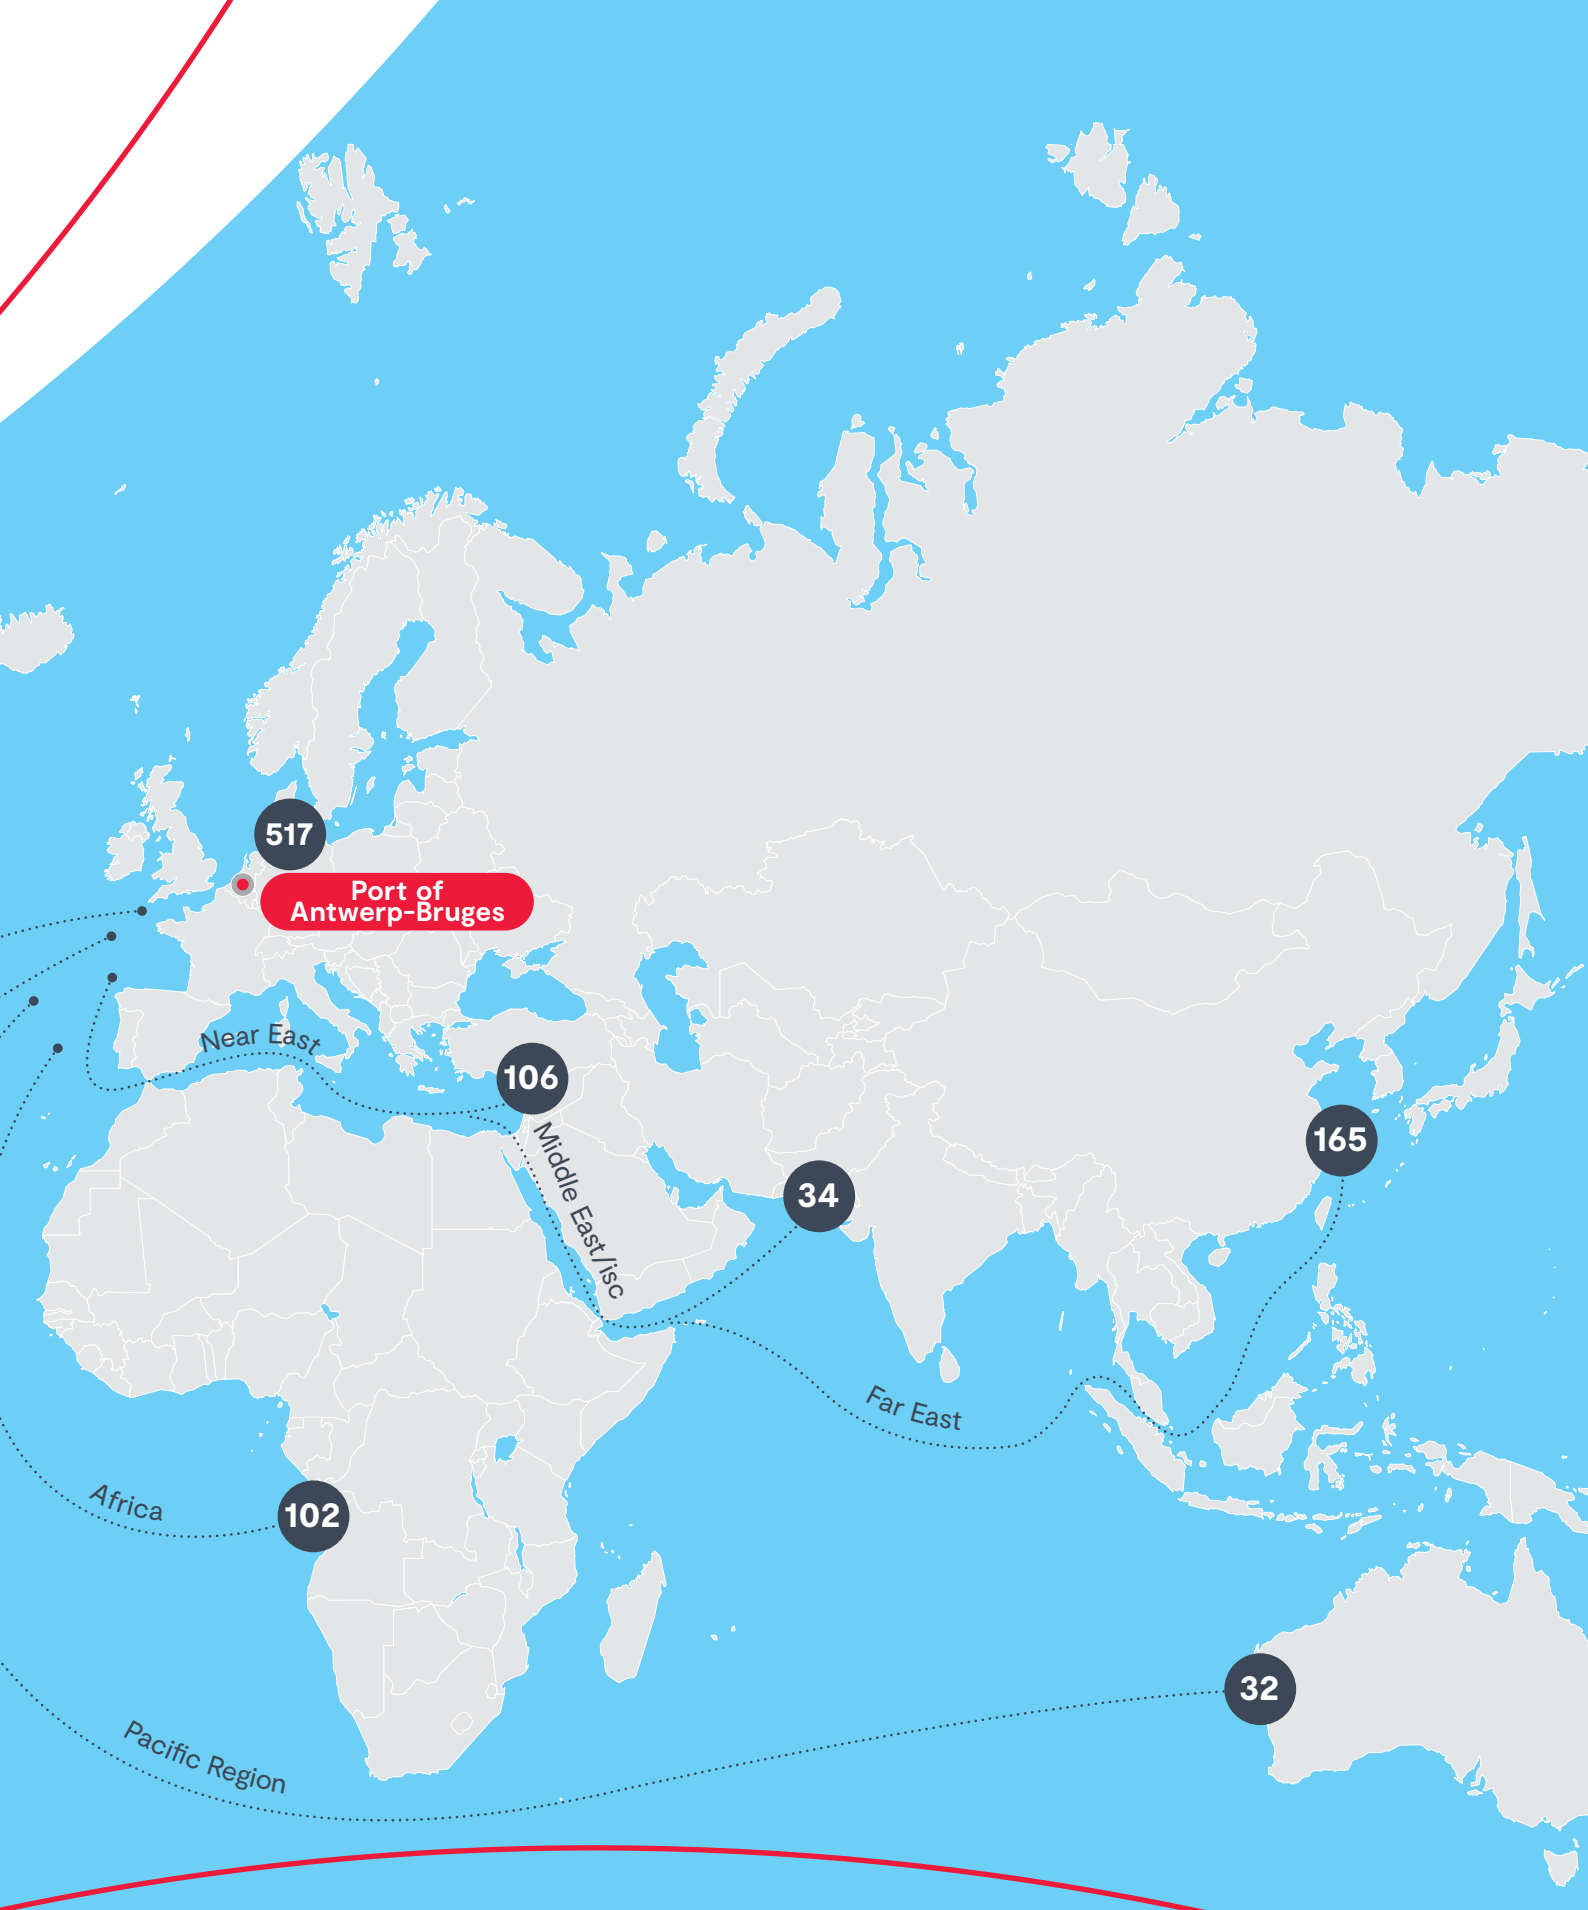 517
Port of
Antwerp-Bruges
Near East
106
Middle East/isc
165
34
Far East
Africa
102
32
Pacific Region